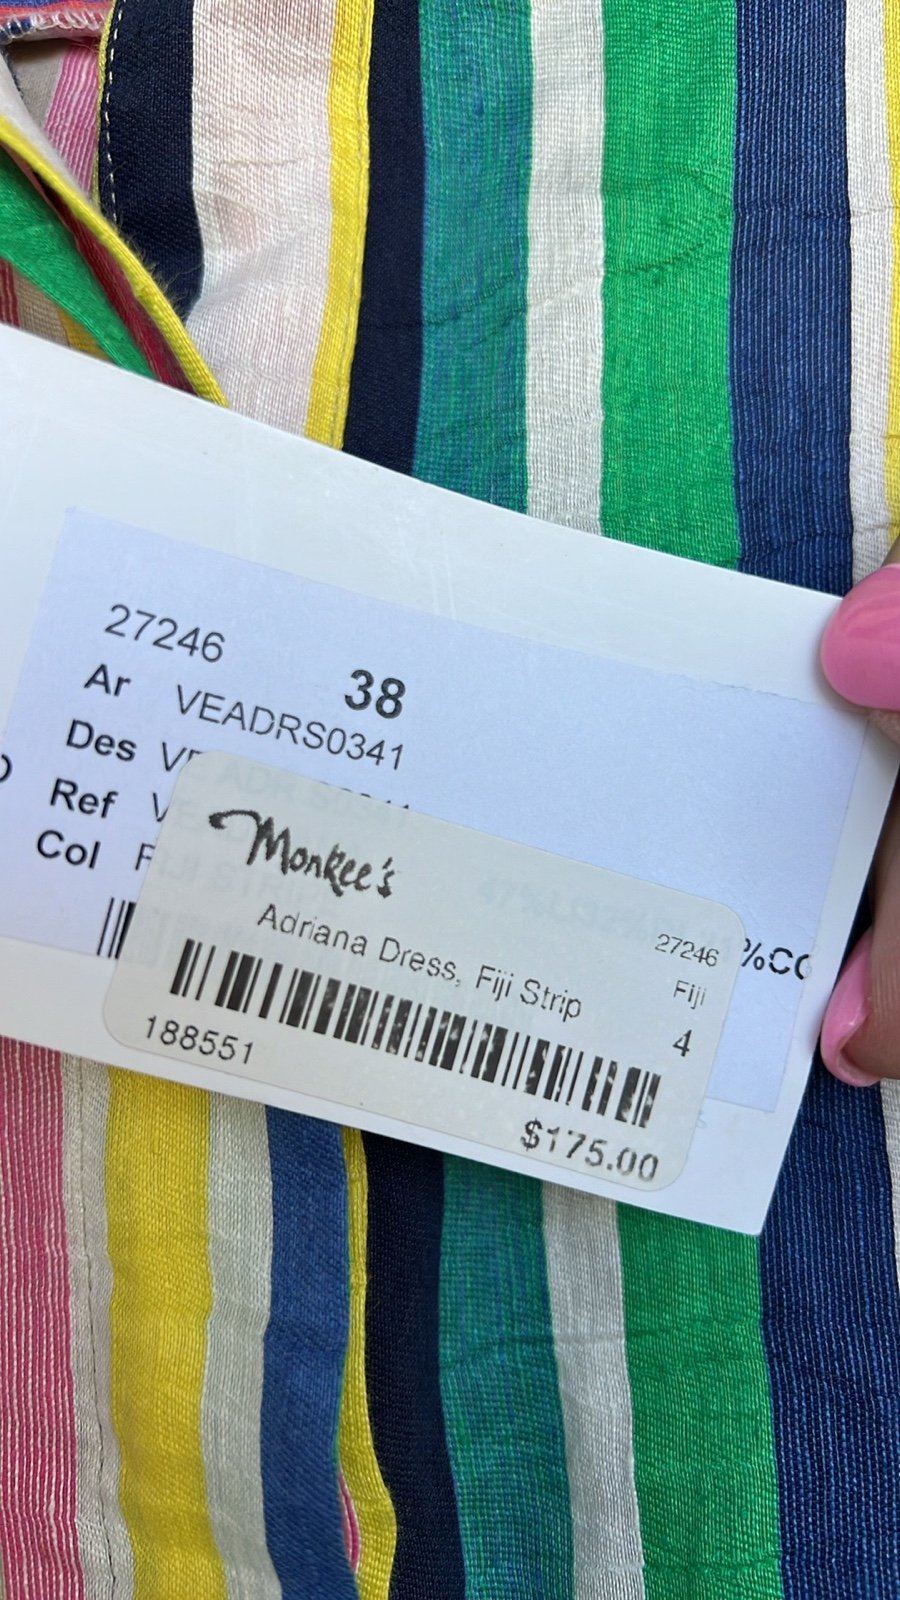 27246
38
Ar VEADRS0341
Des
Ref
Col
Monkee's
Adriana Dress, Fiji Strip
27246
Fiji
4
188551
$175.00